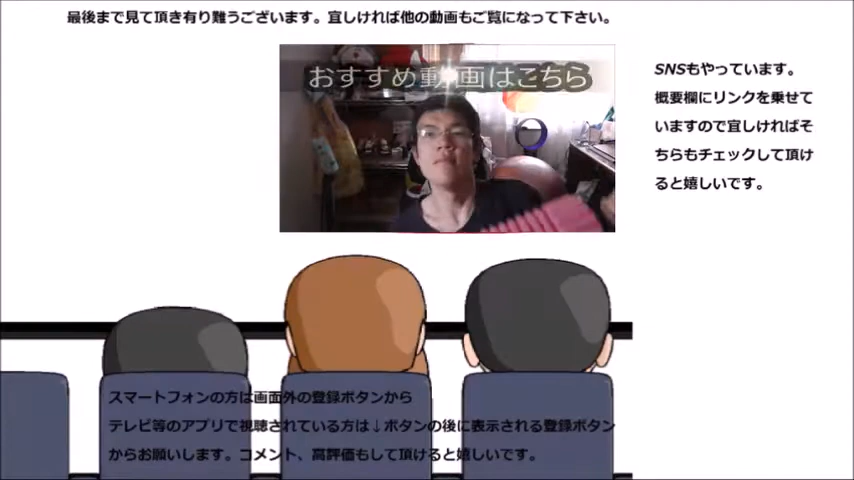 最後まで見て頂き有り難うございます。宜しければ他の動画もご覧になって下さい。
おすすめ動画はこちら
SNSもやっています。
概要欄にリンクを乗せて
いますので宜しければそ
ちらもチェックして頂け
ると嬉しいです。
スマートフォンの方は画面外の登録ボタンから
テレビ等のアプリで視聴されている方は↓ボタンの後に表示される登録ボタン
からお願いします。コメント、高評価もして頂けると嬉しいです。